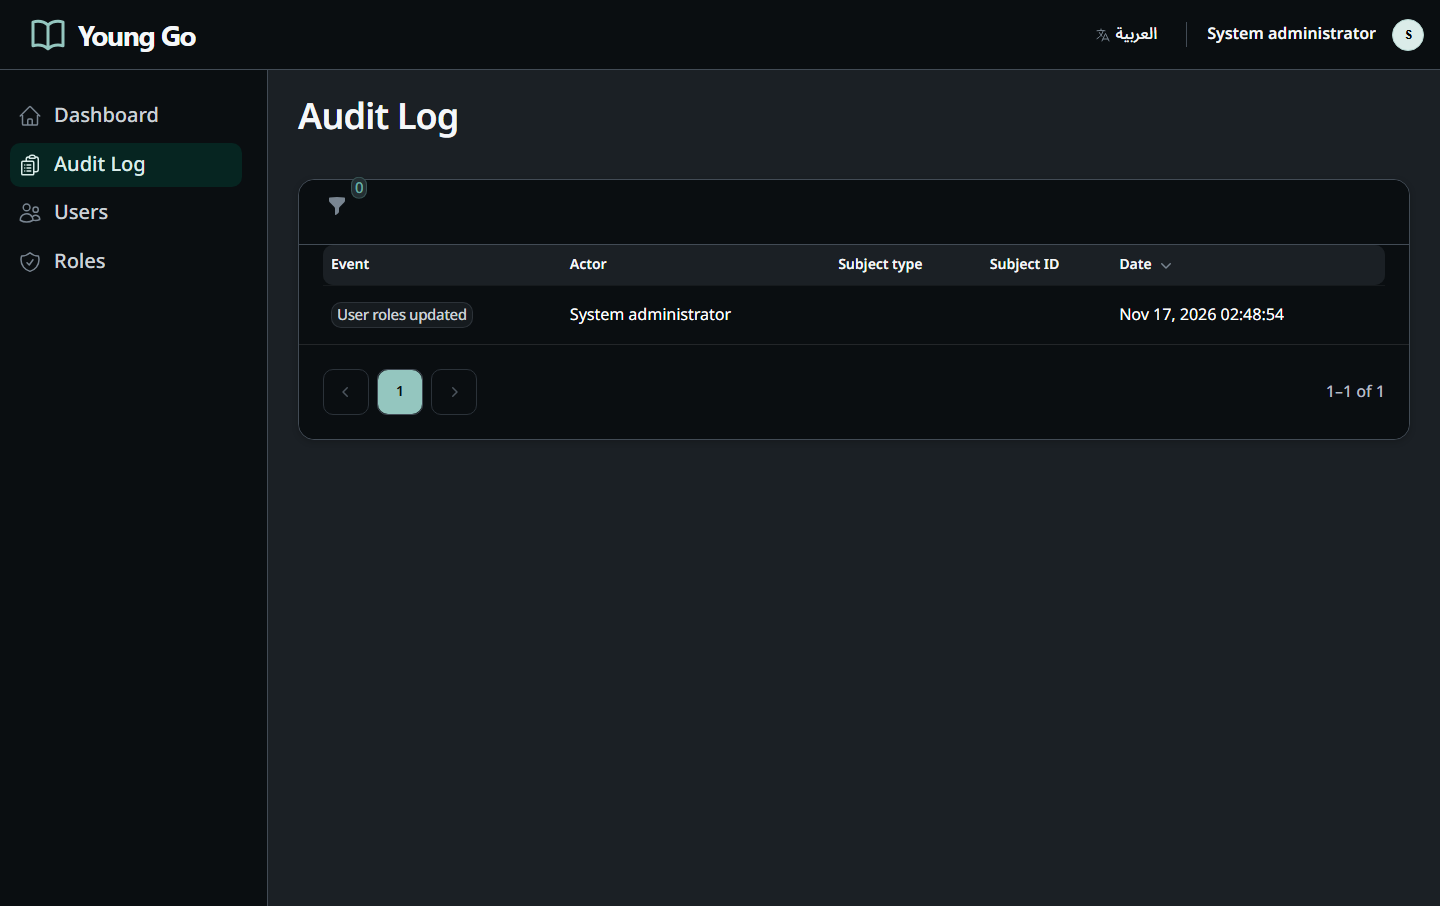 Young Go
العربية
System administrator
S
Dashboard
Audit Log
Users
Roles
Audit Log
0
Event Actor Subject type Subject ID Date
User roles updated System administrator Nov 17, 2026 02:48:54
1
1–1 of 1